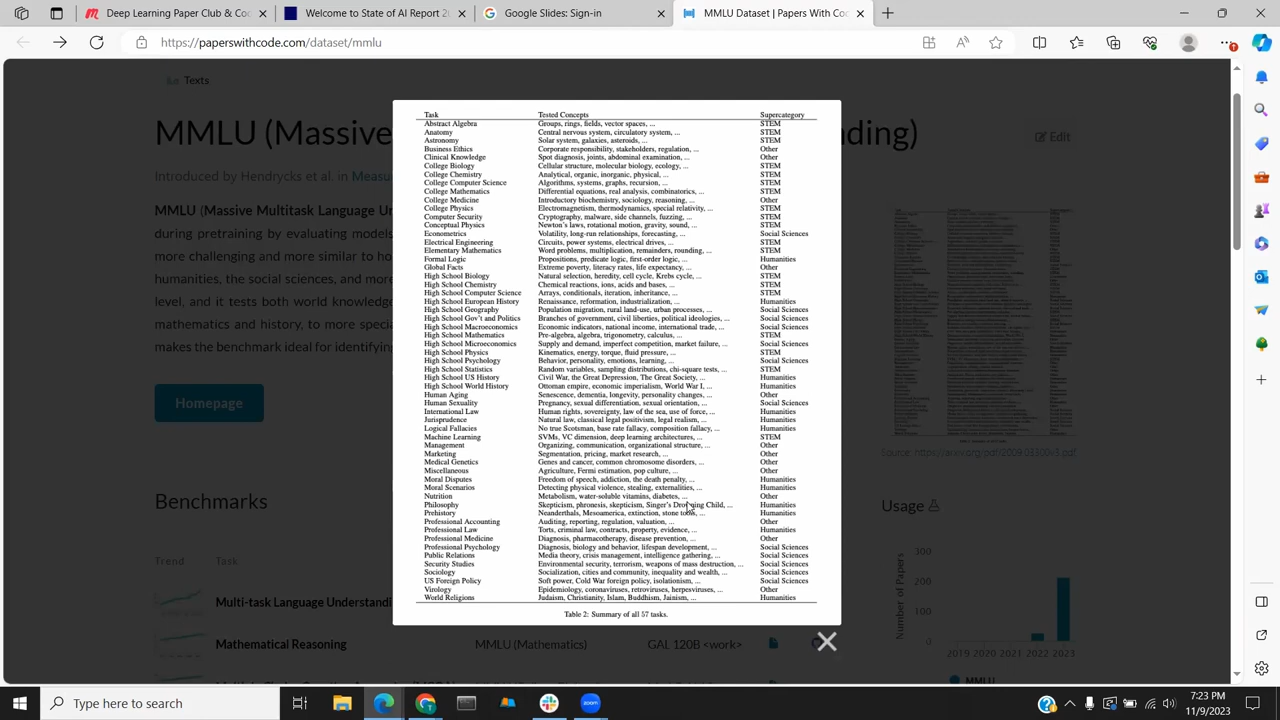 Paper Club & Co
Welcome to State of AI Report 20
Google Forms: Sign-in
MMLU Dataset | Papers With Co
https://paperswithcode.com/dataset/mmlu
Texts
MMLU (Massive
ding)
Edit
Task Tested Concepts Supercategory
Abstract Algebra Groups, rings, fields, vector spaces, ... STEM
Anatomy Central nervous system, circulatory system, ... STEM
Astronomy Solar system, galaxies, asteroids, ... STEM
Business Ethics Corporate responsibility, stakeholders, regulation, ... Other
Clinical Knowledge Spot diagnosis, joints, abdominal examination, ... Other
College Biology Cellular structure, molecular biology, ecology, ... STEM
College Chemistry Analytical, organic, inorganic, physical, ... STEM
College Computer Science Algorithms, systems, graphs, recursion, ... STEM
College Mathematics Differential equations, real analysis, combinatorics, ... STEM
College Medicine Introductory biochemistry, sociology, reasoning, ... Other
College Physics Electromagnetism, thermodynamics, special relativity, ... STEM
Computer Security Cryptography, malware, side channels, fuzzing, ... STEM
Conceptual Physics Newton's laws, rotational motion, gravity, sound, ... STEM
Econometrics Volatility, long-run relationships, forecasting, ... Social Sciences
Electrical Engineering Circuits, power systems, electrical drives, ... STEM
Elementary Mathematics Word problems, multiplication, remainders, rounding, ... STEM
Formal Logic Propositions, predicate logic, first-order logic, ... Humanities
Global Facts Extreme poverty, literacy rates, life expectancy, ... Other
High School Biology Natural selection, heredity, cell cycle, Krebs cycle, ... STEM
High School Chemistry Chemical reactions, ions, acids and bases, ... STEM
High School Computer Science Arrays, conditionals, iteration, inheritance, ... STEM
High School European History Renaissance, reformation, industrialization, ... Humanities
High School Geography Population migration, rural land-use, urban processes, ... Social Sciences
High School Gov't and Politics Branches of government, civil liberties, political ideologies, ... Social Sciences
High School Macroeconomics Economic indicators, national income, international trade, ... Social Sciences
High School Mathematics Pre-algebra, algebra, trigonometry, calculus, ... STEM
High School Microeconomics Supply and demand, imperfect competition, market failure, ... Social Sciences
High School Physics Kinematics, energy, torque, fluid pressure, ... STEM
High School Psychology Behavior, personality, emotions, learning, ... Social Sciences
High School Statistics Random variables, sampling distributions, chi-square tests, ... STEM
High School US History Civil War, the Great Depression, The Great Society, ... Humanities
High School World History Ottoman empire, economic imperialism, World War I, ... Humanities
Human Aging Senescence, dementia, longevity, personality changes, ... Other
Human Sexuality Pregnancy, sexual differentiation, sexual orientation, ... Social Sciences
International Law Human rights, sovereignty, law of the sea, use of force, ... Humanities
Jurisprudence Natural law, classical legal positivism, legal realism, ... Humanities
Logical Fallacies No true Scotsman, base rate fallacy, composition fallacy, ... Humanities
Machine Learning SVMs, VC dimension, deep learning architectures, ... STEM
Management Organizing, communication, organizational structure, ... Other
Marketing Segmentation, pricing, market research, ... Other
Medical Genetics Genes and cancer, common chromosome disorders, ... Other
Miscellaneous Agriculture, Fermi estimation, pop culture, ... Other
Moral Disputes Freedom of speech, addiction, the death penalty, ... Humanities
Moral Scenarios Detecting physical violence, stealing, externalities, ... Humanities
Nutrition Metabolism, water-soluble vitamins, diabetes, ... Other
Philosophy Skepticism, phronesis, skepticism, Singer's Drowning Child, ... Humanities
Prehistory Neanderthals, Mesoamerica, extinction, stone tools, ... Humanities
Professional Accounting Auditing, reporting, regulation, valuation, ... Other
Professional Law Torts, criminal law, contracts, property, evidence, ... Humanities
Professional Medicine Diagnosis, pharmacotherapy, disease prevention, ... Other
Professional Psychology Diagnosis, biology and behavior, lifespan development, ... Social Sciences
Public Relations Media theory, crisis management, intelligence gathering, ... Social Sciences
Security Studies Environmental security, terrorism, weapons of mass destruction, ... Social Sciences
Sociology Socialization, cities and community, inequality and wealth, ... Social Sciences
US Foreign Policy Soft power, Cold War foreign policy, isolationism, ... Social Sciences
Virology Epidemiology, coronaviruses, retroviruses, herpesviruses, ... Other
World Religions Judaism, Christianity, Islam, Buddhism, Jainism, ... Humanities
Table 2: Summary of all 57 tasks.
Homepage
Source: https://arxiv.org/pdf/2009.03300v3.pdf
Benchmarks
Usage
Trend Task
Multi-task Language Understandi
Mathematical Reasoning MMLU (Mathematics) GAL 120B <work>
Number of Papers
300
200
100
0
2019 2020 2021 2022 2023
MMLU
Type here to search
7:23 PM
11/9/2023